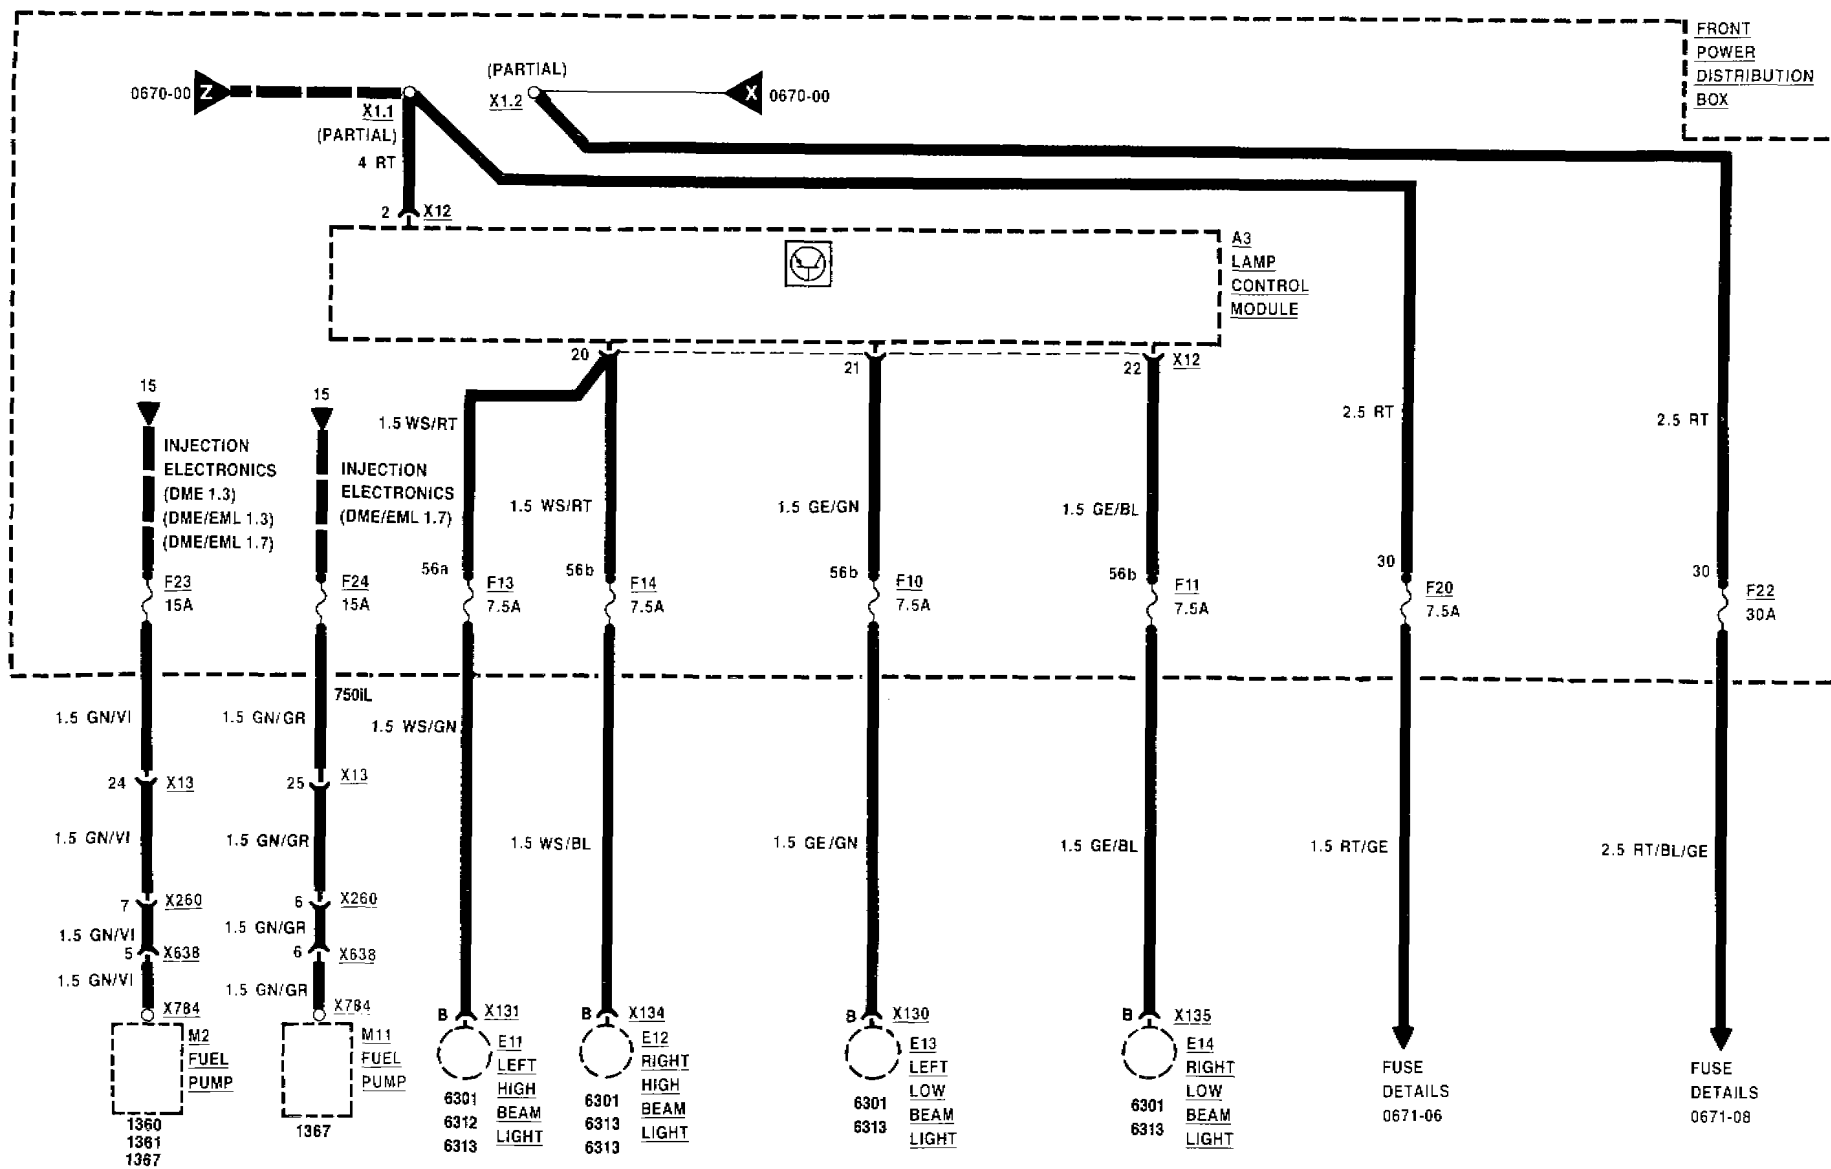 FRONT
POWER
DISTRIBUTION
BOX
0670-00
Z
X1.1
(PARTIAL)
4 RT
(PARTIAL)
X1.2
X
0670-00
2
X12
A3
LAMP
CONTROL
MODULE
20
21
22
X12
15
INJECTION
ELECTRONICS
(DME 1.3)
(DME/EML 1.3)
(DME/EML 1.7)
15
INJECTION
ELECTRONICS
(DME/EML 1.7)
1.5 WS/RT
1.5 WS/RT
1.5 GE/GN
1.5 GE/BL
2.5 RT
2.5 RT
F23
15A
F24
15A
56a
F13
7.5A
56b
F14
7.5A
56b
F10
7.5A
56b
F11
7.5A
30
F20
7.5A
30
F22
30A
750iL
1.5 GN/VI
1.5 GN/GR
1.5 WS/GN
24
X13
25
X13
1.5 GN/VI
1.5 GN/GR
1.5 WS/BL
1.5 GE/GN
1.5 GE/BL
1.5 RT/GE
2.5 RT/BL/GE
7
X260
6
X260
1.5 GN/VI
1.5 GN/GR
5
X638
6
X638
1.5 GN/VI
1.5 GN/GR
X784
X784
B
X131
B
X134
B
X130
B
X135
M2
FUEL
PUMP
1360
1361
1367
M11
FUEL
PUMP
1367
E11
LEFT
HIGH
BEAM
LIGHT
6301
6312
6313
E12
RIGHT
HIGH
BEAM
LIGHT
6301
6313
6313
E13
LEFT
LOW
BEAM
LIGHT
6301
6313
E14
RIGHT
LOW
BEAM
LIGHT
6301
6313
FUSE
DETAILS
0671-06
FUSE
DETAILS
0671-08